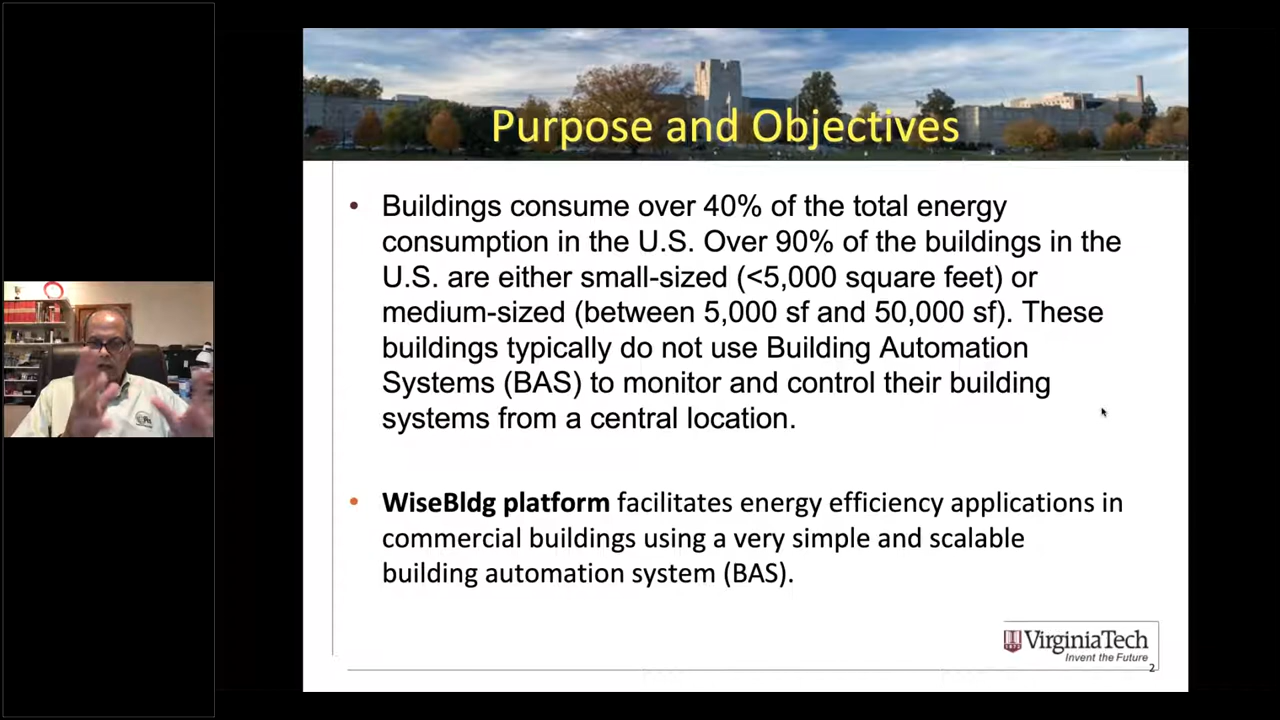 Purpose and Objectives
• Buildings consume over 40% of the total energy
consumption in the U.S. Over 90% of the buildings in the
U.S. are either small-sized (<5,000 square feet) or
medium-sized (between 5,000 sf and 50,000 sf). These
buildings typically do not use Building Automation
Systems (BAS) to monitor and control their building
systems from a central location.
• WiseBldg platform facilitates energy efficiency applications in
commercial buildings using a very simple and scalable
building automation system (BAS).
VirginiaTech
Invent the Future
2